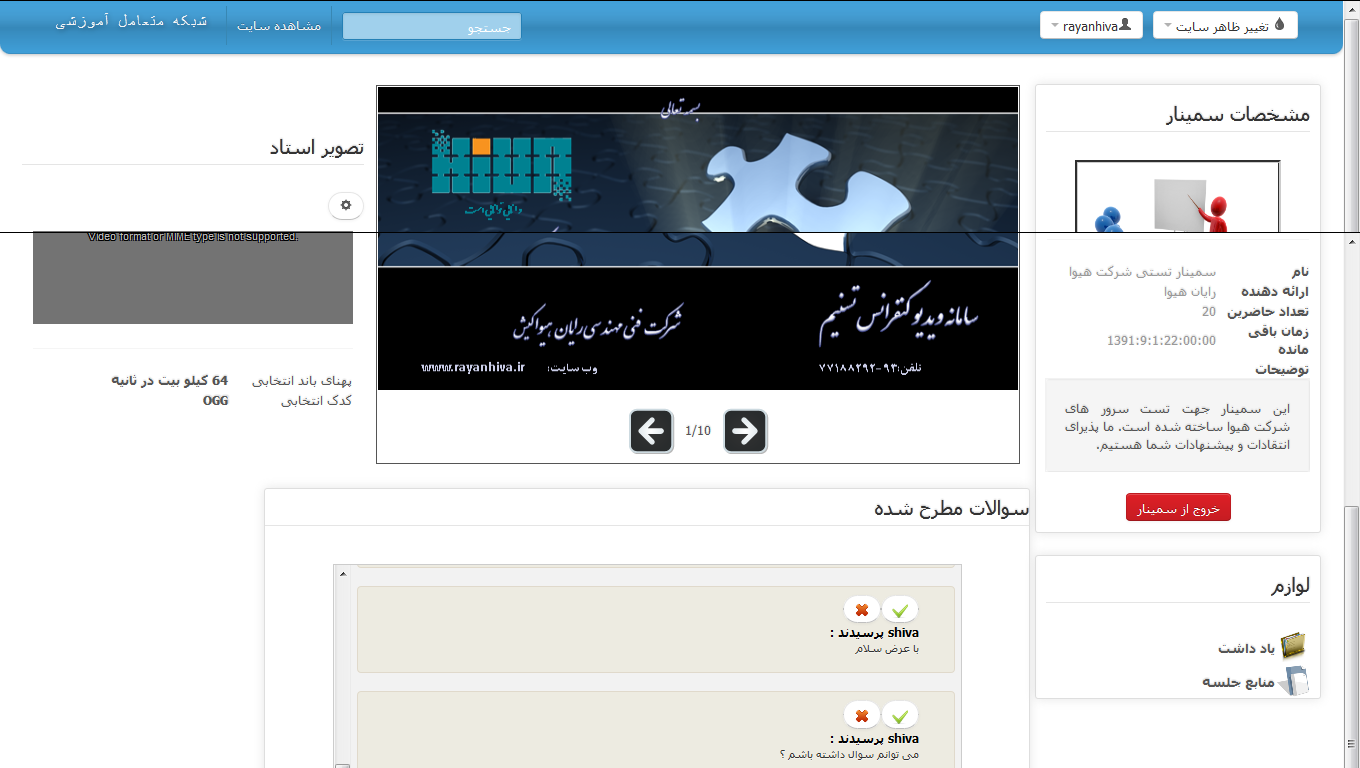 تغییر ظاهر سایت
rayanhiva
جستجو
مشاهده سایت
شبکه متعامل آموزشی
مشخصات سمینار
نام سمینار تستی شرکت هیوا
ارائه دهنده رایان هیوا
تعداد حاضرین 20
زمان باقی مانده 1391:9:1:22:00:00
توضیحات
این سمینار جهت تست سرور های
شرکت هیوا ساخته شده است. ما پذیرای
انتقادات و پیشنهادات شما هستیم.
خروج از سمینار
لوازم
یاد داشت
منابع جلسه
بسمه تعالی
HIVA
دانایی توانایی است
سامانه ویدیو کنفرانس تسنیم
شرکت فنی مهندسی رایان هیوا کیش
تلفن:۹۳-۷۷۱۸۸۲۹۲
وب سایت: www.rayanhiva.ir
1/10
تصویر استاد
Video format or MIME type is not supported.
پهنای باند انتخابی 64 کیلو بیت در ثانیه
کدک انتخابی OGG
سوالات مطرح شده
shiva پرسیدند :
با عرض سلام
shiva پرسیدند :
می توانم سوال داشته باشم ؟